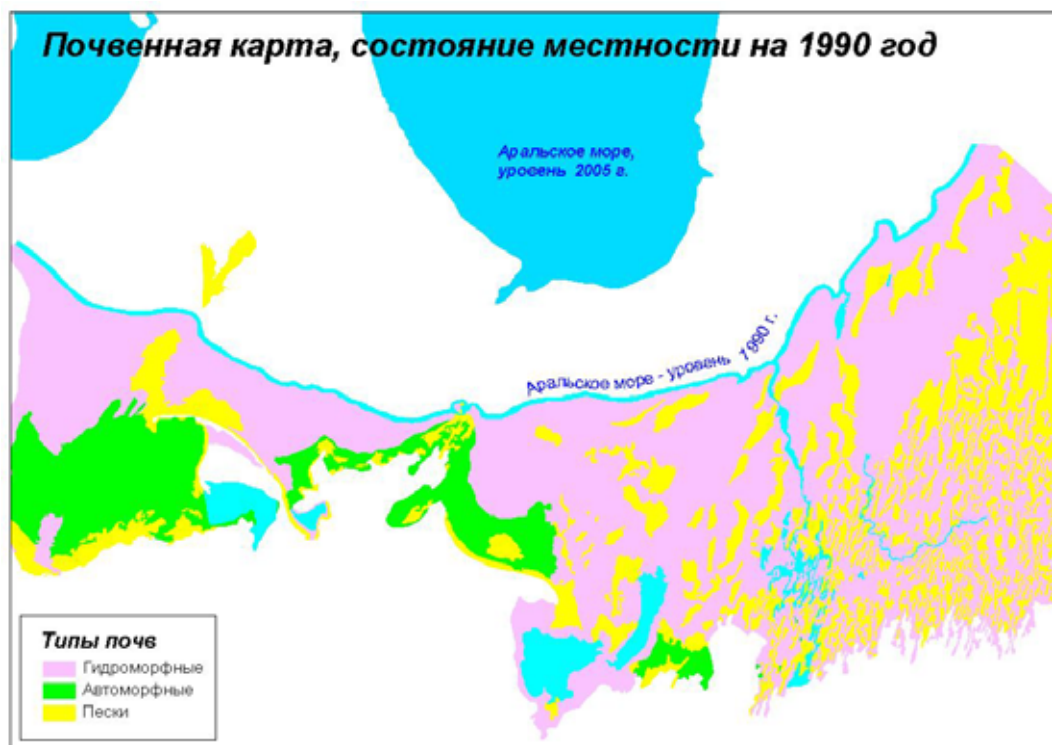 Почвенная карта, состояние местности на 1990 год
Аральское море,
уровень 2005 г.
Аральское море - уровень 1990 г.
Типы почв
Гидроморфные
Автоморфные
Пески